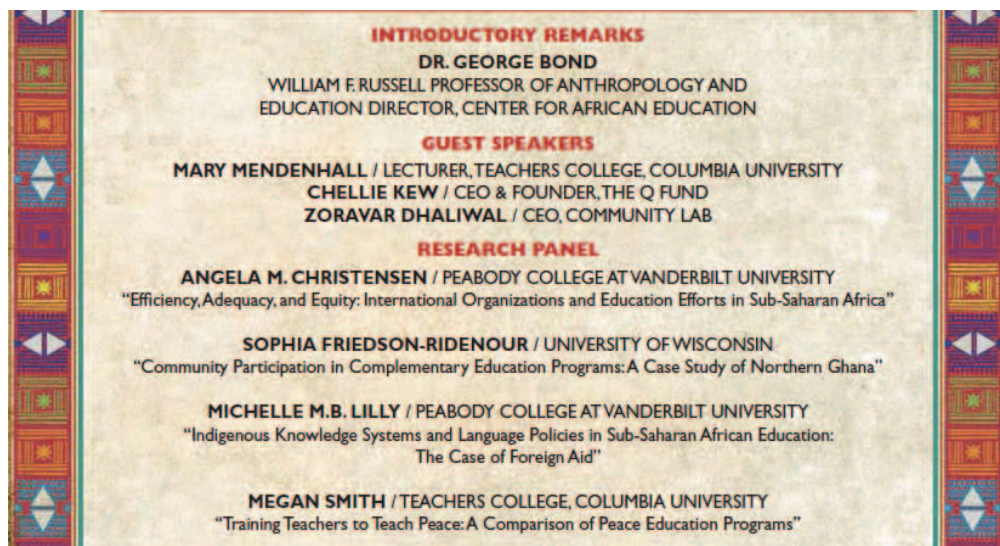 INTRODUCTORY REMARKS
DR. GEORGE BOND
WILLIAM F. RUSSELL PROFESSOR OF ANTHROPOLOGY AND
EDUCATION DIRECTOR, CENTER FOR AFRICAN EDUCATION
GUEST SPEAKERS
MARY MENDENHALL / LECTURER, TEACHERS COLLEGE, COLUMBIA UNIVERSITY
CHELLIE KEW / CEO & FOUNDER, THE Q FUND
ZORAVAR DHALIWAL / CEO, COMMUNITY LAB
RESEARCH PANEL
ANGELA M. CHRISTENSEN / PEABODY COLLEGE AT VANDERBILT UNIVERSITY
“Efficiency, Adequacy, and Equity: International Organizations and Education Efforts in Sub-Saharan Africa”
SOPHIA FRIEDSON-RIDENOUR / UNIVERSITY OF WISCONSIN
“Community Participation in Complementary Education Programs: A Case Study of Northern Ghana”
MICHELLE M.B. LILLY / PEABODY COLLEGE AT VANDERBILT UNIVERSITY
“Indigenous Knowledge Systems and Language Policies in Sub-Saharan African Education:
The Case of Foreign Aid”
MEGAN SMITH / TEACHERS COLLEGE, COLUMBIA UNIVERSITY
“Training Teachers to Teach Peace: A Comparison of Peace Education Programs”